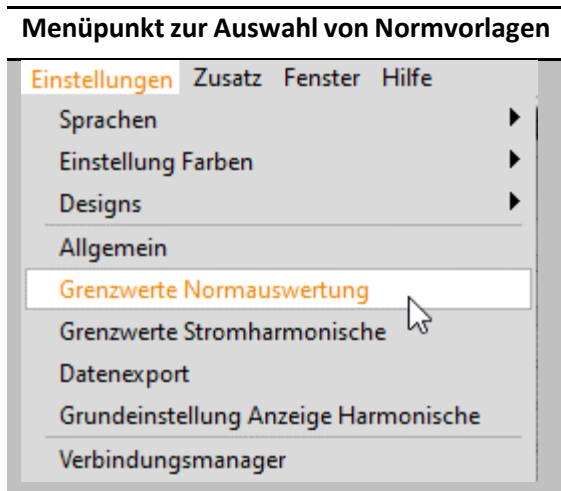 Menüpunkt zur Auswahl von Normvorlagen
Einstellungen Zusatz Fenster Hilfe
Sprachen
Einstellung Farben
Designs
Allgemein
Grenzwerte Normauswertung
Grenzwerte Stromharmonische
Datenexport
Grundeinstellung Anzeige Harmonische
Verbindungsmanager